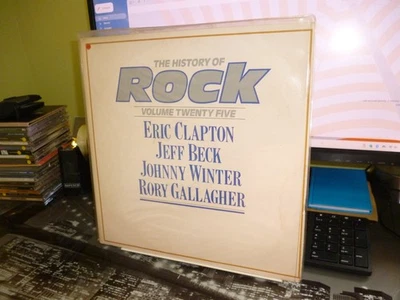 THE HISTORY OF
Rock
VOLUME TWENTY FIVE
ERIC CLAPTON
JEFF BECK
JOHNNY WINTER
RORY GALLAGHER